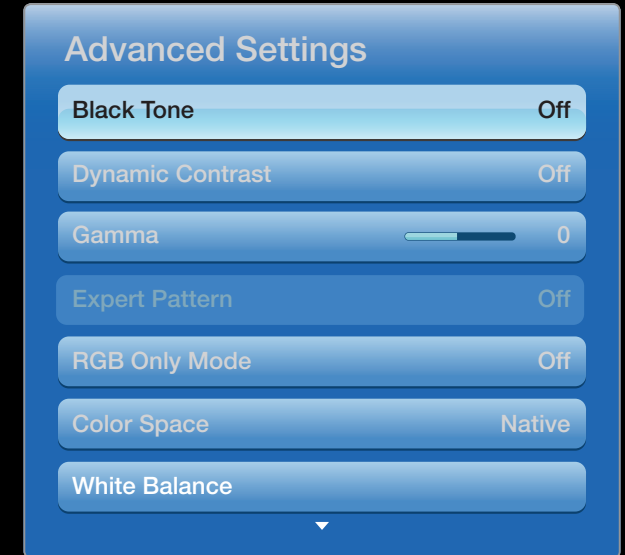 Advanced Settings
Black Tone Off
Dynamic Contrast Off
Gamma 0
Expert Pattern Off
RGB Only Mode Off
Color Space Native
White Balance